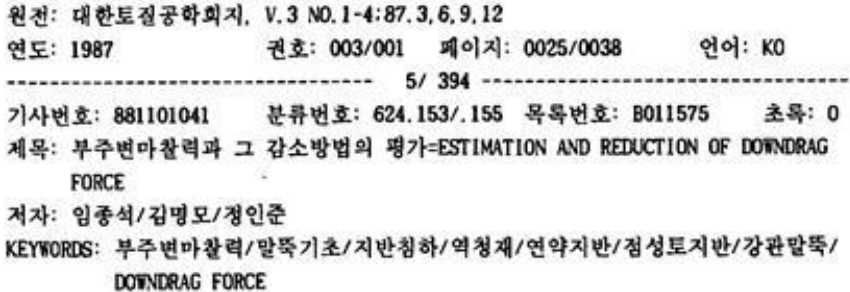 원전: 대한토질공학회지, V.3 NO.1-4:87.3,6,9,12
연도: 1987 권호: 003/001 페이지: 0025/0038 언어: KO
--------------------------------- 5/ 394 ---------------------------------
기사번호: 881101041 분류번호: 624.153/.155 목록번호: B011575 초록: 0
제목: 부주변마찰력과 그 감소방법의 평가=ESTIMATION AND REDUCTION OF DOWNDRAG
FORCE
저자: 임종석/김명모/정인준
KEYWORDS: 부주변마찰력/말뚝기초/지반침하/역청재/연약지반/점성토지반/강관말뚝/
DOWNDRAG FORCE